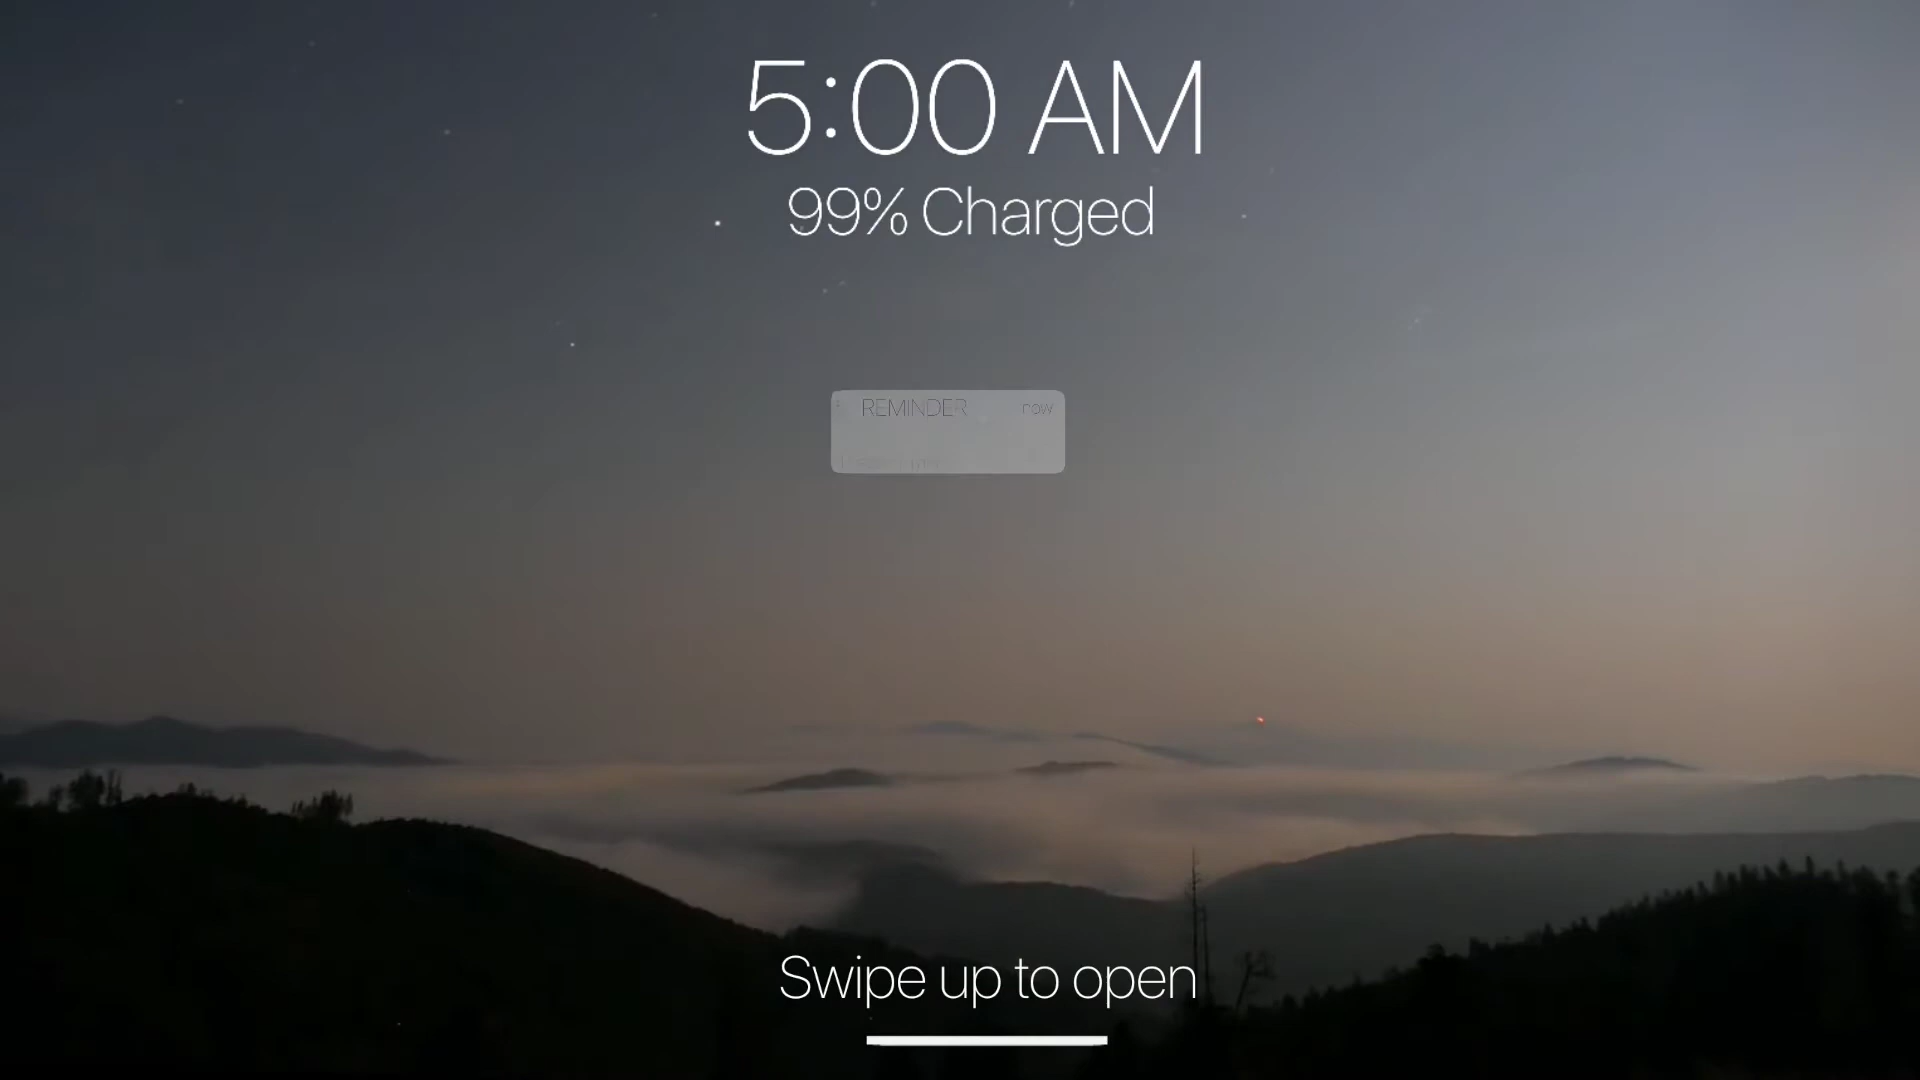 5:00 AM
99% Charged
REMINDER now
Swipe up to open